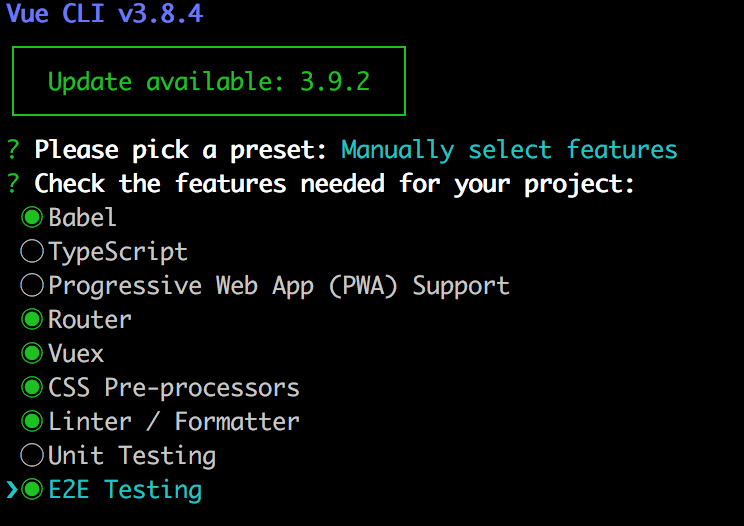 Vue CLI v3.8.4
Update available: 3.9.2
? Please pick a preset: Manually select features
? Check the features needed for your project:
◉ Babel
◯ TypeScript
◯ Progressive Web App (PWA) Support
◉ Router
◉ Vuex
◉ CSS Pre-processors
◉ Linter / Formatter
◯ Unit Testing
❯◉ E2E Testing